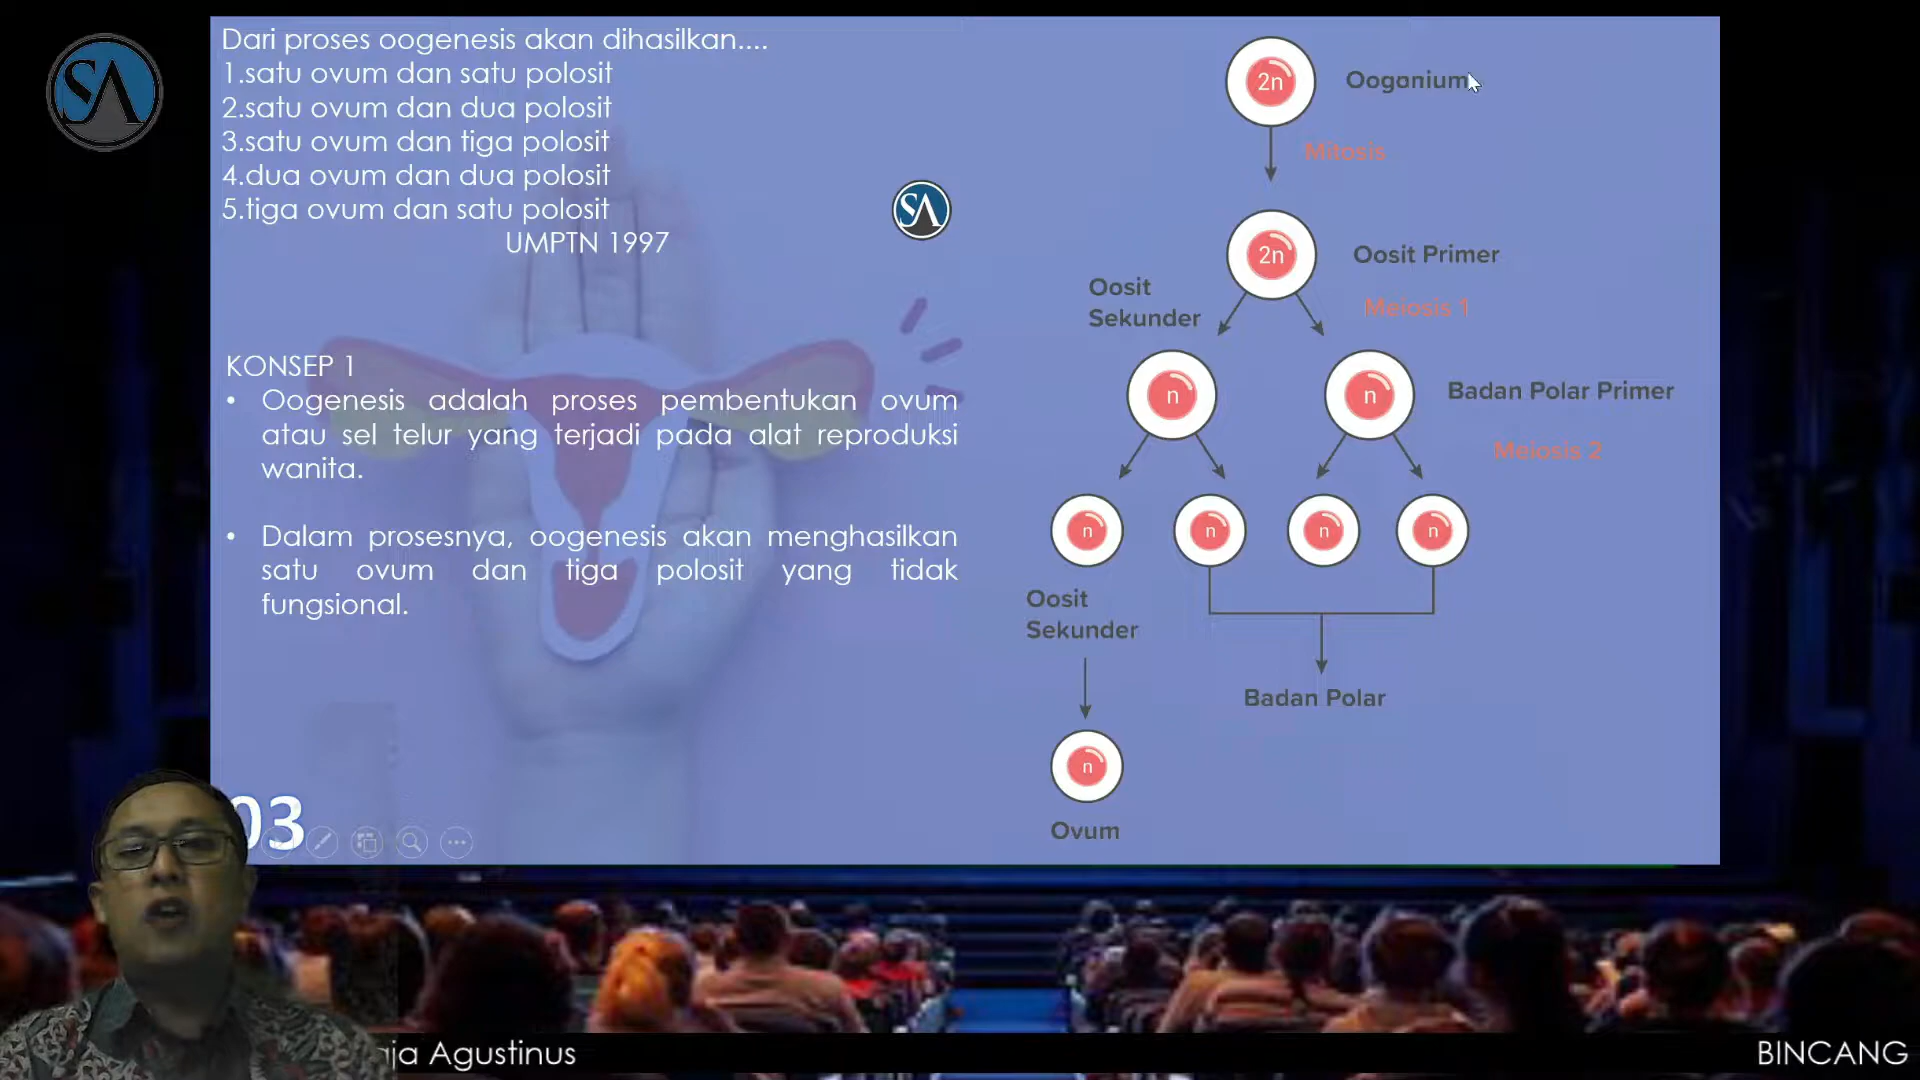 SA
Dari proses oogenesis akan dihasilkan....
1.satu ovum dan satu polosit
2.satu ovum dan dua polosit
3.satu ovum dan tiga polosit
4.dua ovum dan dua polosit
5.tiga ovum dan satu polosit
UMPTN 1997
SA
KONSEP 1
• Oogenesis adalah proses pembentukan ovum
atau sel telur yang terjadi pada alat reproduksi
wanita.
• Dalam prosesnya, oogenesis akan menghasilkan
satu ovum dan tiga polosit yang tidak
fungsional.
03
2n
Oogonium
Mitosis
2n
Oosit Primer
Oosit
Sekunder
Meiosis 1
n
n
Badan Polar Primer
Meiosis 2
n
n
n
n
Oosit
Sekunder
Badan Polar
n
Ovum
Agustinus
BINCANG